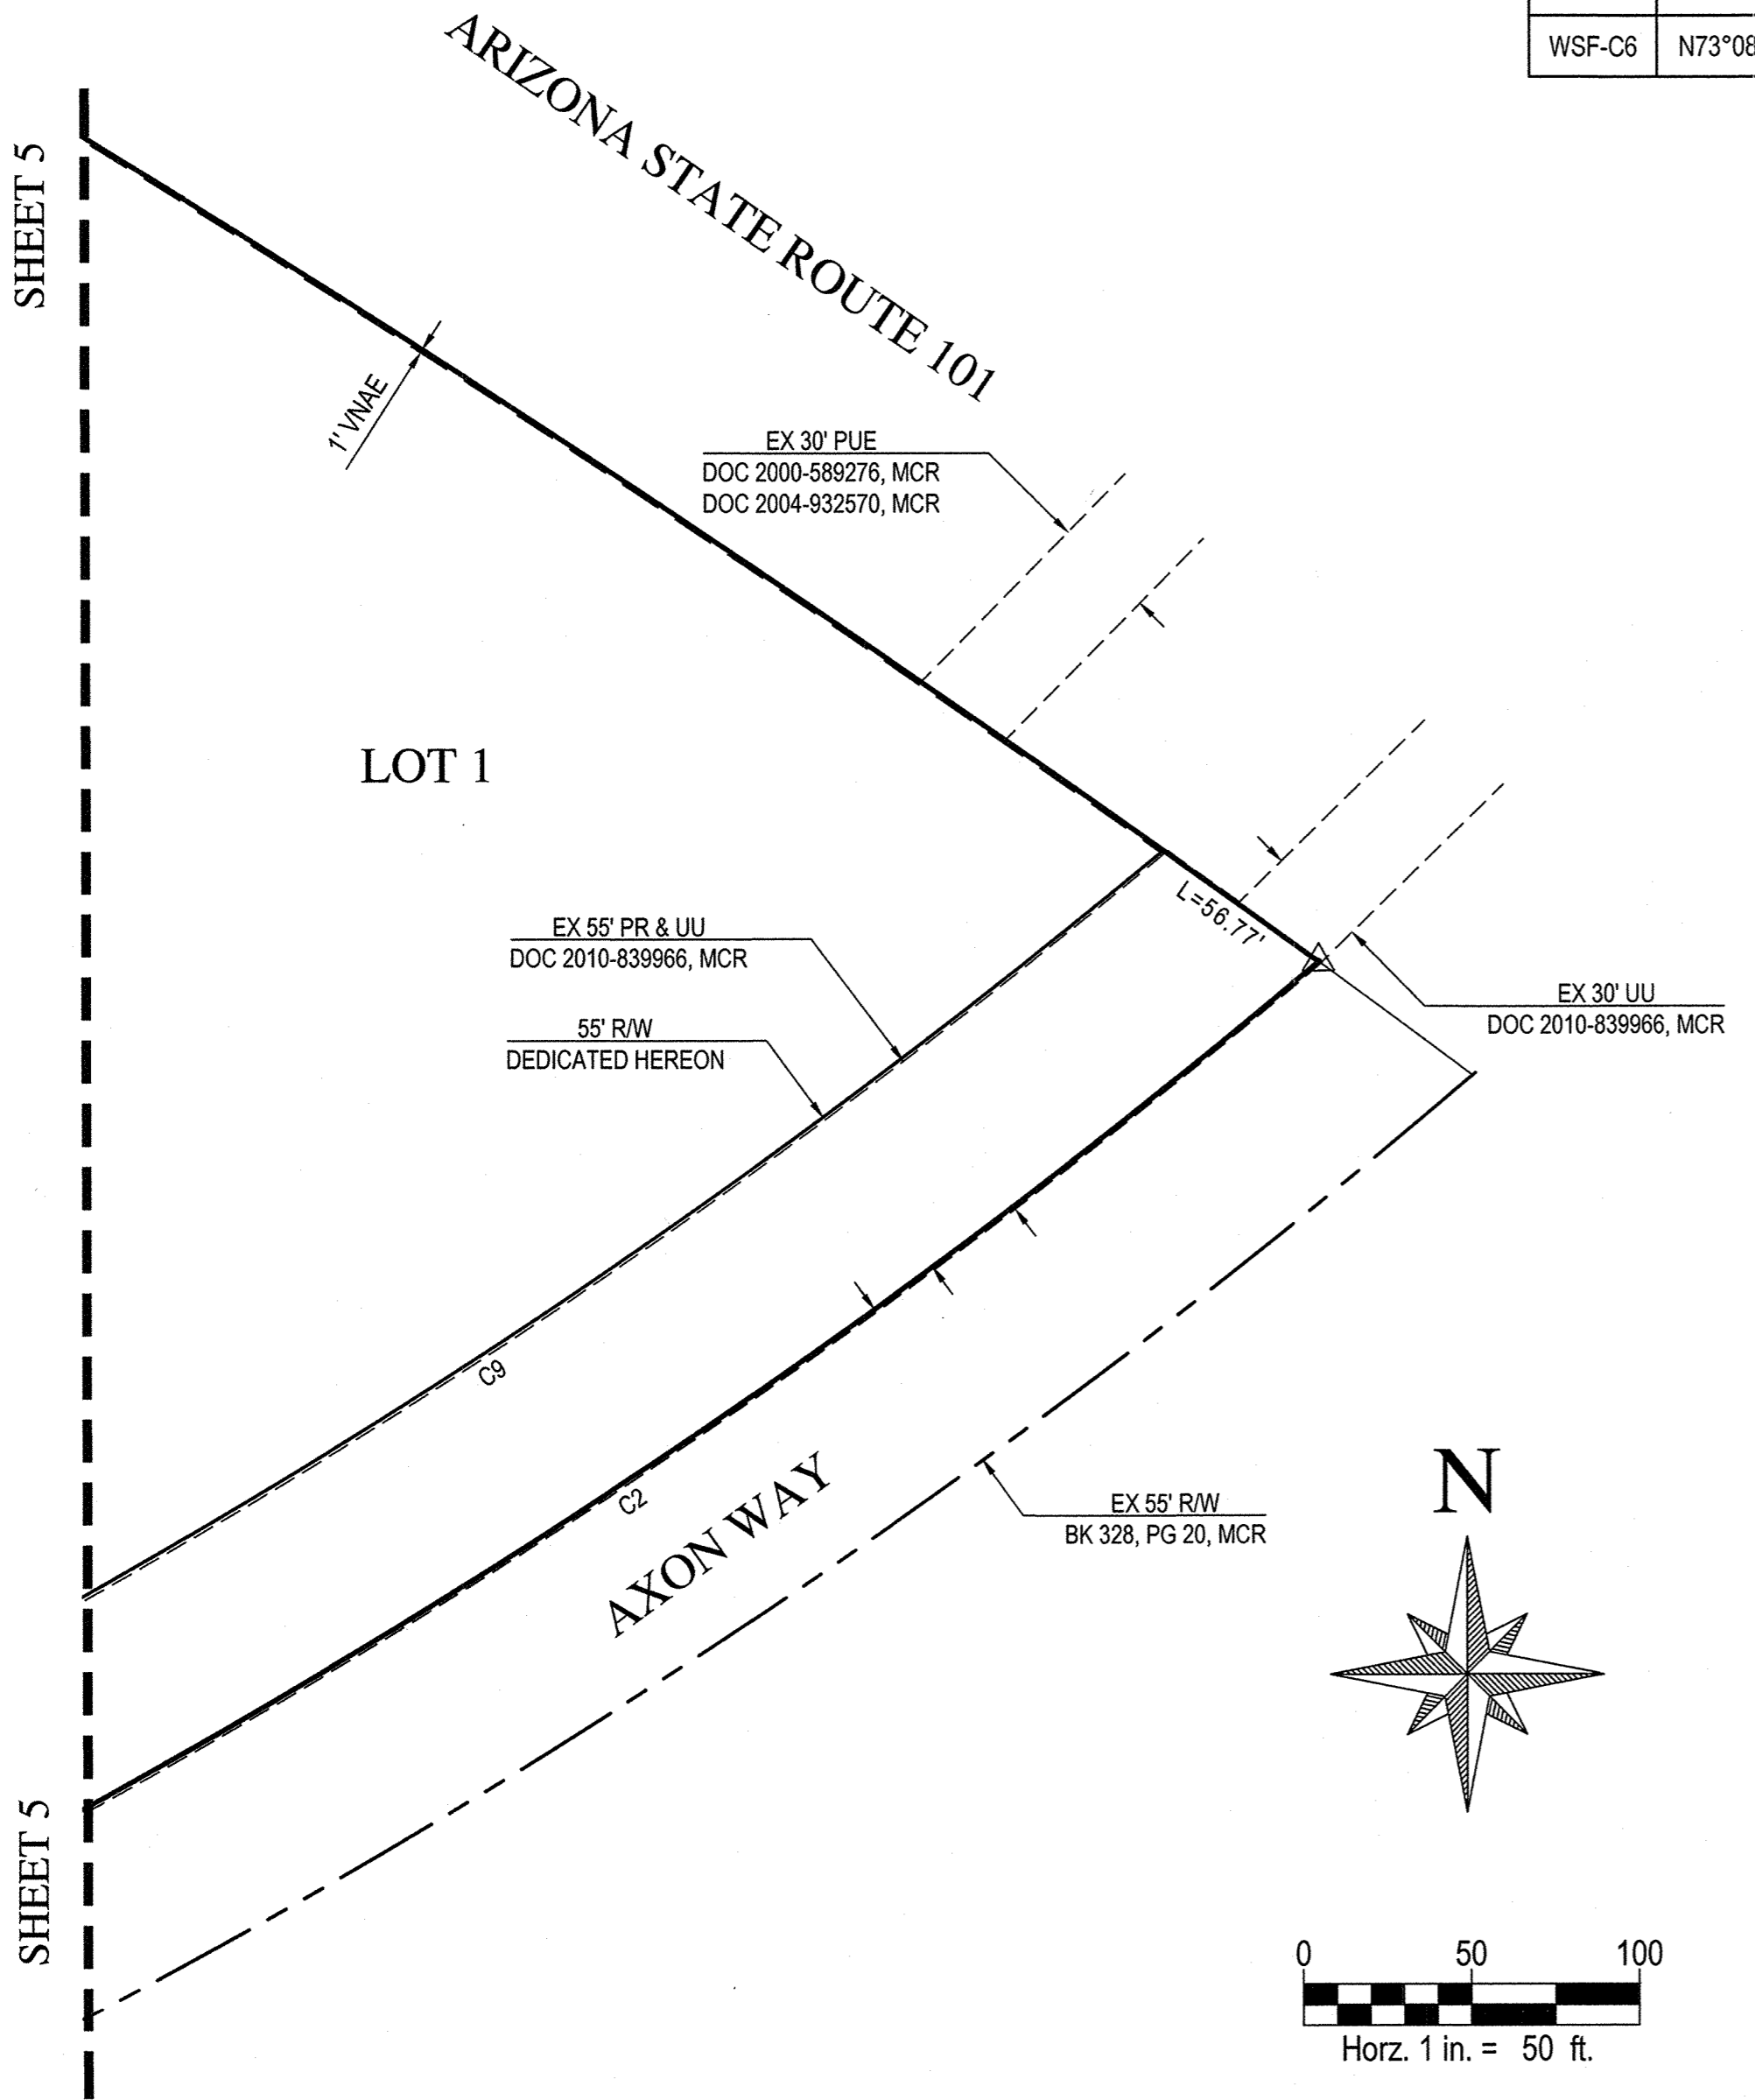 WSF-C6 N73°08
ARIZONA STATE ROUTE 101
SHEET 5
1' VNAE
EX 30' PUE
DOC 2000-589276, MCR
DOC 2004-932570, MCR
LOT 1
L=56.77'
EX 55' PR & UU
DOC 2010-839966, MCR
EX 30' UU
DOC 2010-839966, MCR
55' R/W
DEDICATED HEREON
C9
C2
AXON WAY
EX 55' R/W
BK 328, PG 20, MCR
N
SHEET 5
0 50 100
Horz. 1 in. = 50 ft.